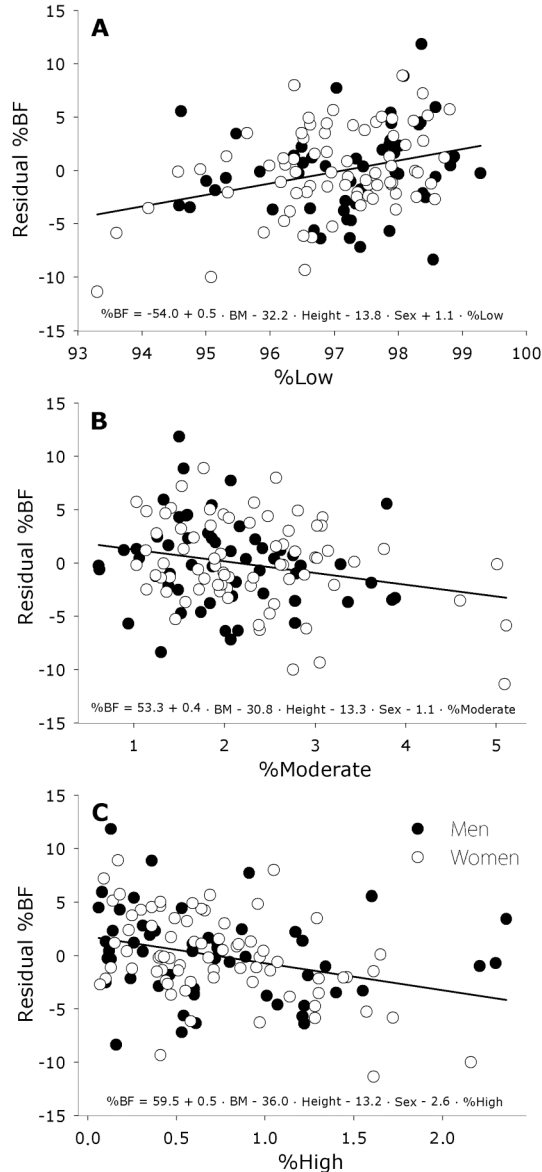 A
15
10
5
0
-5
-10
-15
Residual %BF
%BF = -54.0 + 0.5 · BM - 32.2 · Height - 13.8 · Sex + 1.1 · %Low
93 94 95 96 97 98 99 100
%Low
B
15
10
5
0
-5
-10
-15
Residual %BF
%BF = 53.3 + 0.4 · BM - 30.8 · Height - 13.3 · Sex - 1.1 · %Moderate
1 2 3 4 5
%Moderate
C
15
10
5
0
-5
-10
-15
Residual %BF
Men
Women
%BF = 59.5 + 0.5 · BM - 36.0 · Height - 13.2 · Sex - 2.6 · %High
0.0 0.5 1.0 1.5 2.0
%High